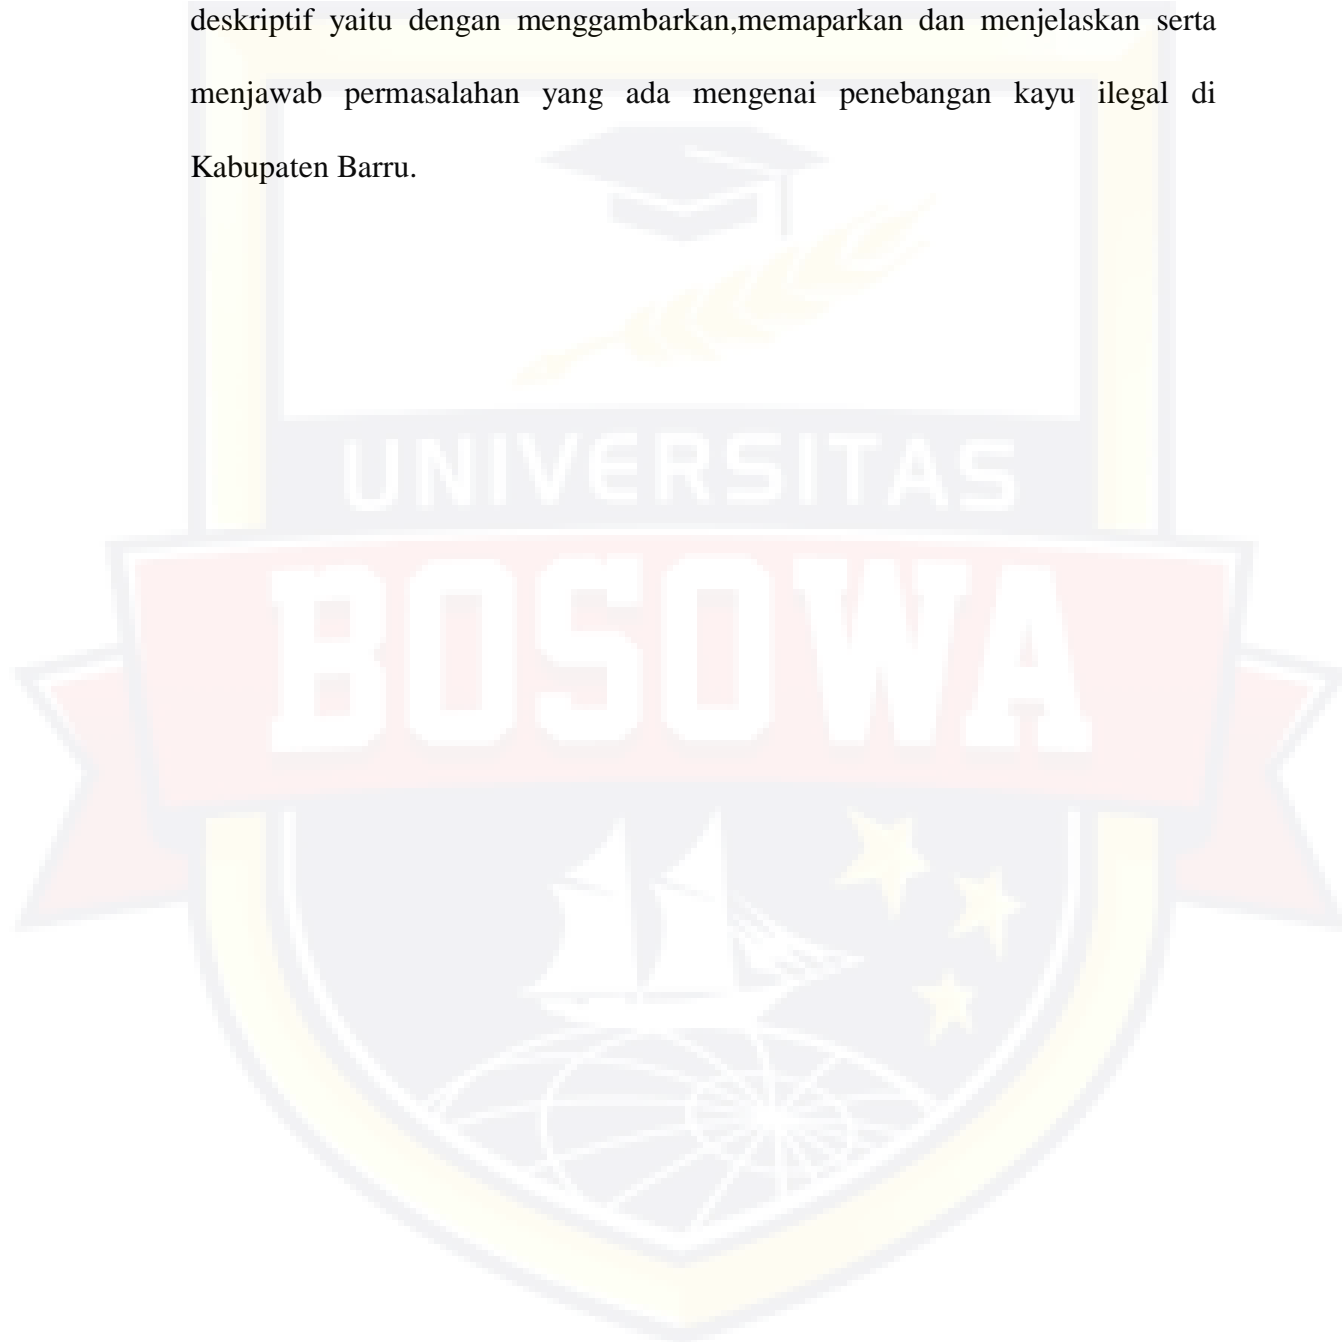 deskriptif yaitu dengan menggambarkan,memaparkan dan menjelaskan serta
menjawab permasalahan yang ada mengenai penebangan kayu ilegal di
Kabupaten Barru.
UNIVERSITAS
BOSOWA